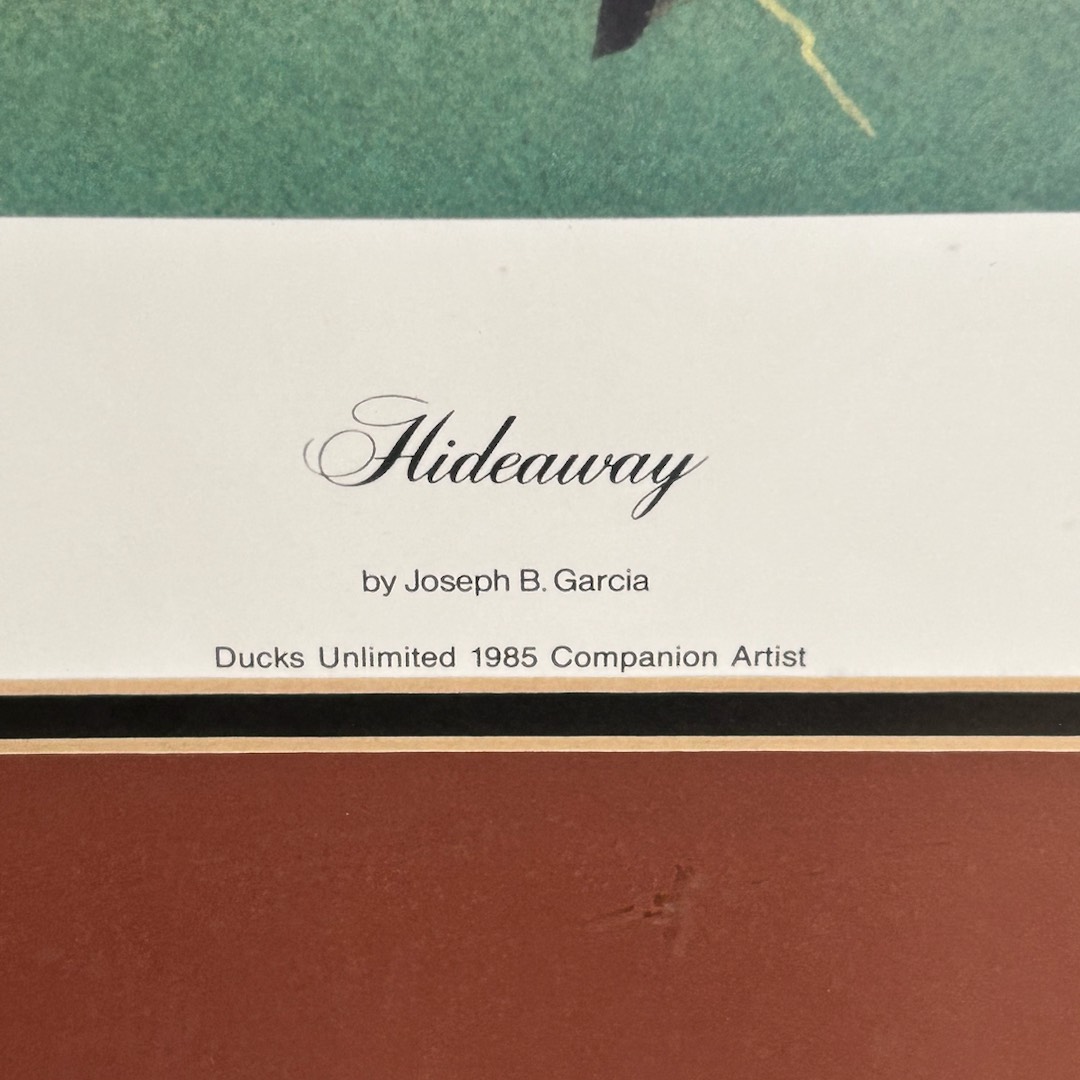 Hideaway
by Joseph B. Garcia
Ducks Unlimited 1985 Companion Artist